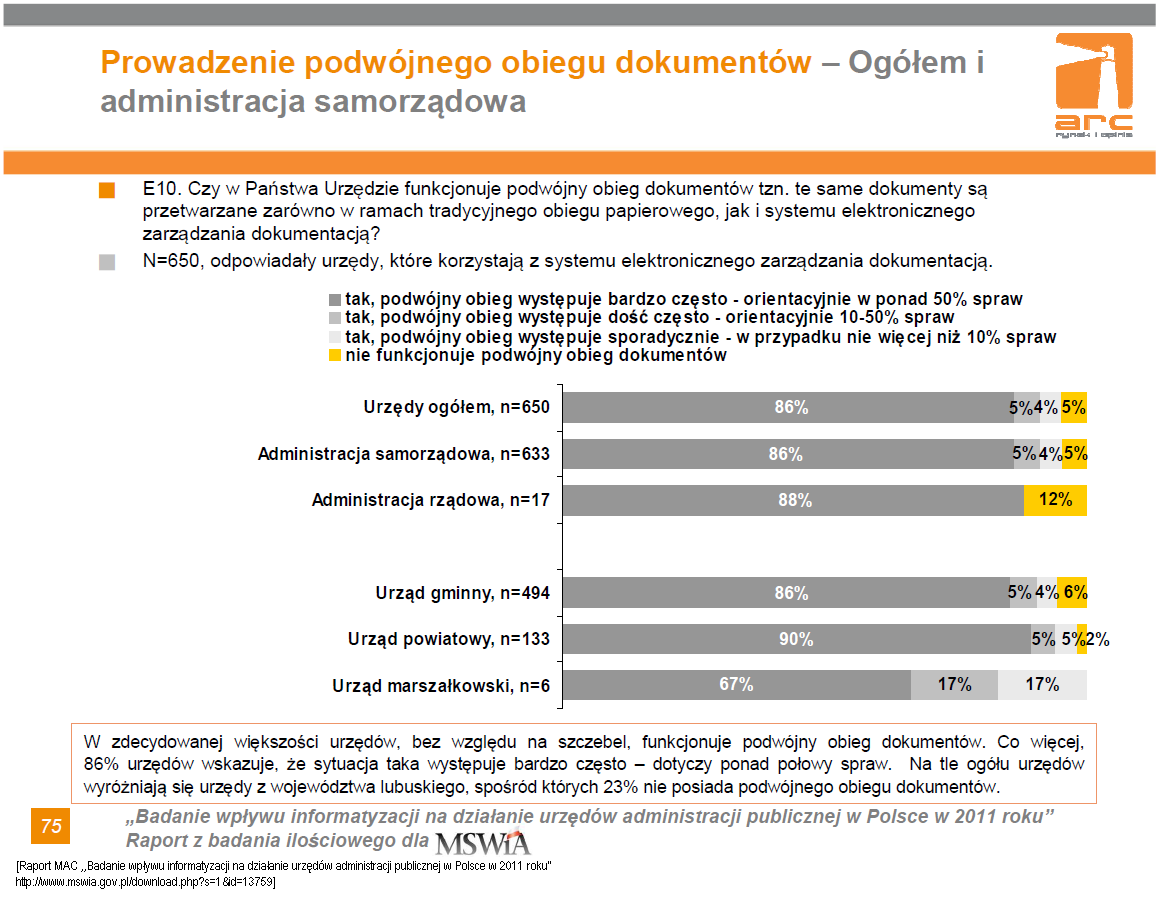 Prowadzenie podwójnego obiegu dokumentów – Ogółem i
administracja samorządowa
arc
rynek i opinia
E10. Czy w Państwa Urzędzie funkcjonuje podwójny obieg dokumentów tzn. te same dokumenty są
przetwarzane zarówno w ramach tradycyjnego obiegu papierowego, jak i systemu elektronicznego
zarządzania dokumentacją?
N=650, odpowiadały urzędy, które korzystają z systemu elektronicznego zarządzania dokumentacją.
tak, podwójny obieg występuje bardzo często - orientacyjnie w ponad 50% spraw
tak, podwójny obieg występuje dość często - orientacyjnie 10-50% spraw
tak, podwójny obieg występuje sporadycznie - w przypadku nie więcej niż 10% spraw
nie funkcjonuje podwójny obieg dokumentów
Urzędy ogółem, n=650 86% 5% 4% 5%
Administracja samorządowa, n=633 86% 5% 4% 5%
Administracja rządowa, n=17 88% 12%
Urząd gminny, n=494 86% 5% 4% 6%
Urząd powiatowy, n=133 90% 5% 5% 2%
Urząd marszałkowski, n=6 67% 17% 17%
W zdecydowanej większości urzędów, bez względu na szczebel, funkcjonuje podwójny obieg dokumentów. Co więcej,
86% urzędów wskazuje, że sytuacja taka występuje bardzo często – dotyczy ponad połowy spraw. Na tle ogółu urzędów
wyróżniają się urzędy z województwa lubuskiego, spośród których 23% nie posiada podwójnego obiegu dokumentów.
75
„Badanie wpływu informatyzacji na działanie urzędów administracji publicznej w Polsce w 2011 roku”
Raport z badania ilościowego dla MSWiA
[Raport MAC ,,Badanie wpływu informatyzacji na działanie urzędów administracji publicznej w Polsce w 2011 roku"
http://www.mswia.gov.pl/download.php?s=1&id=13759]